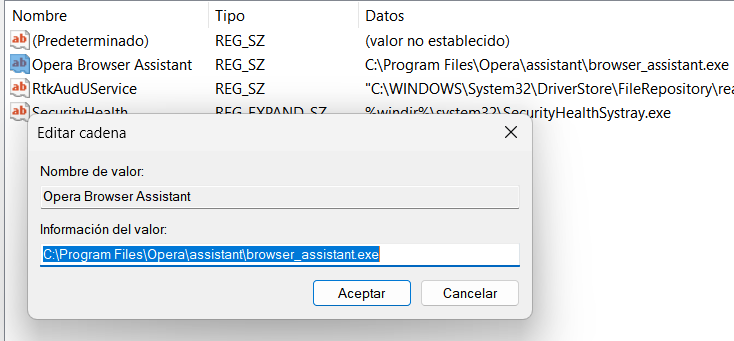 Nombre Tipo Datos
(Predeterminado) REG_SZ (valor no establecido)
Opera Browser Assistant REG_SZ C:\Program Files\Opera\assistant\browser_assistant.exe
RtkAudUService REG_SZ "C:\WINDOWS\System32\DriverStore\FileRepository\rea
SecurityHealth REG_EXPAND_SZ %windir%\system32\SecurityHealthSystray.exe
Editar cadena
Nombre de valor:
Opera Browser Assistant
Información del valor:
C:\Program Files\Opera\assistant\browser_assistant.exe
Aceptar Cancelar